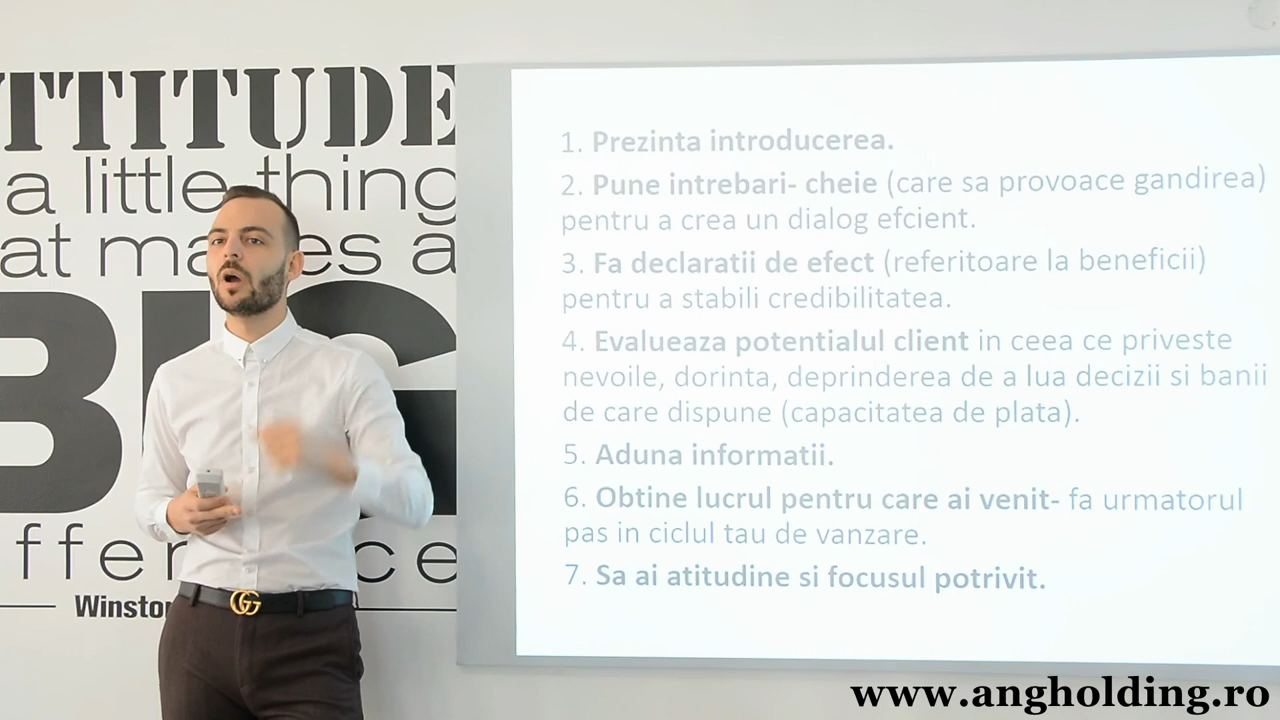 TTITUDE
a little thing
at ma es a
BIG
ffe ce
Winsto
1. Prezinta introducerea.
2. Pune intrebari- cheie (care sa provoace gandirea)
pentru a crea un dialog efcient.
3. Fa declaratii de efect (referitoare la beneficii)
pentru a stabili credibilitatea.
4. Evalueaza potentialul client in ceea ce priveste
nevoile, dorinta, deprinderea de a lua decizii si banii
de care dispune (capacitatea de plata).
5. Aduna informatii.
6. Obtine lucrul pentru care ai venit- fa urmatorul
pas in ciclul tau de vanzare.
7. Sa ai atitudine si focusul potrivit.
www.angholding.ro